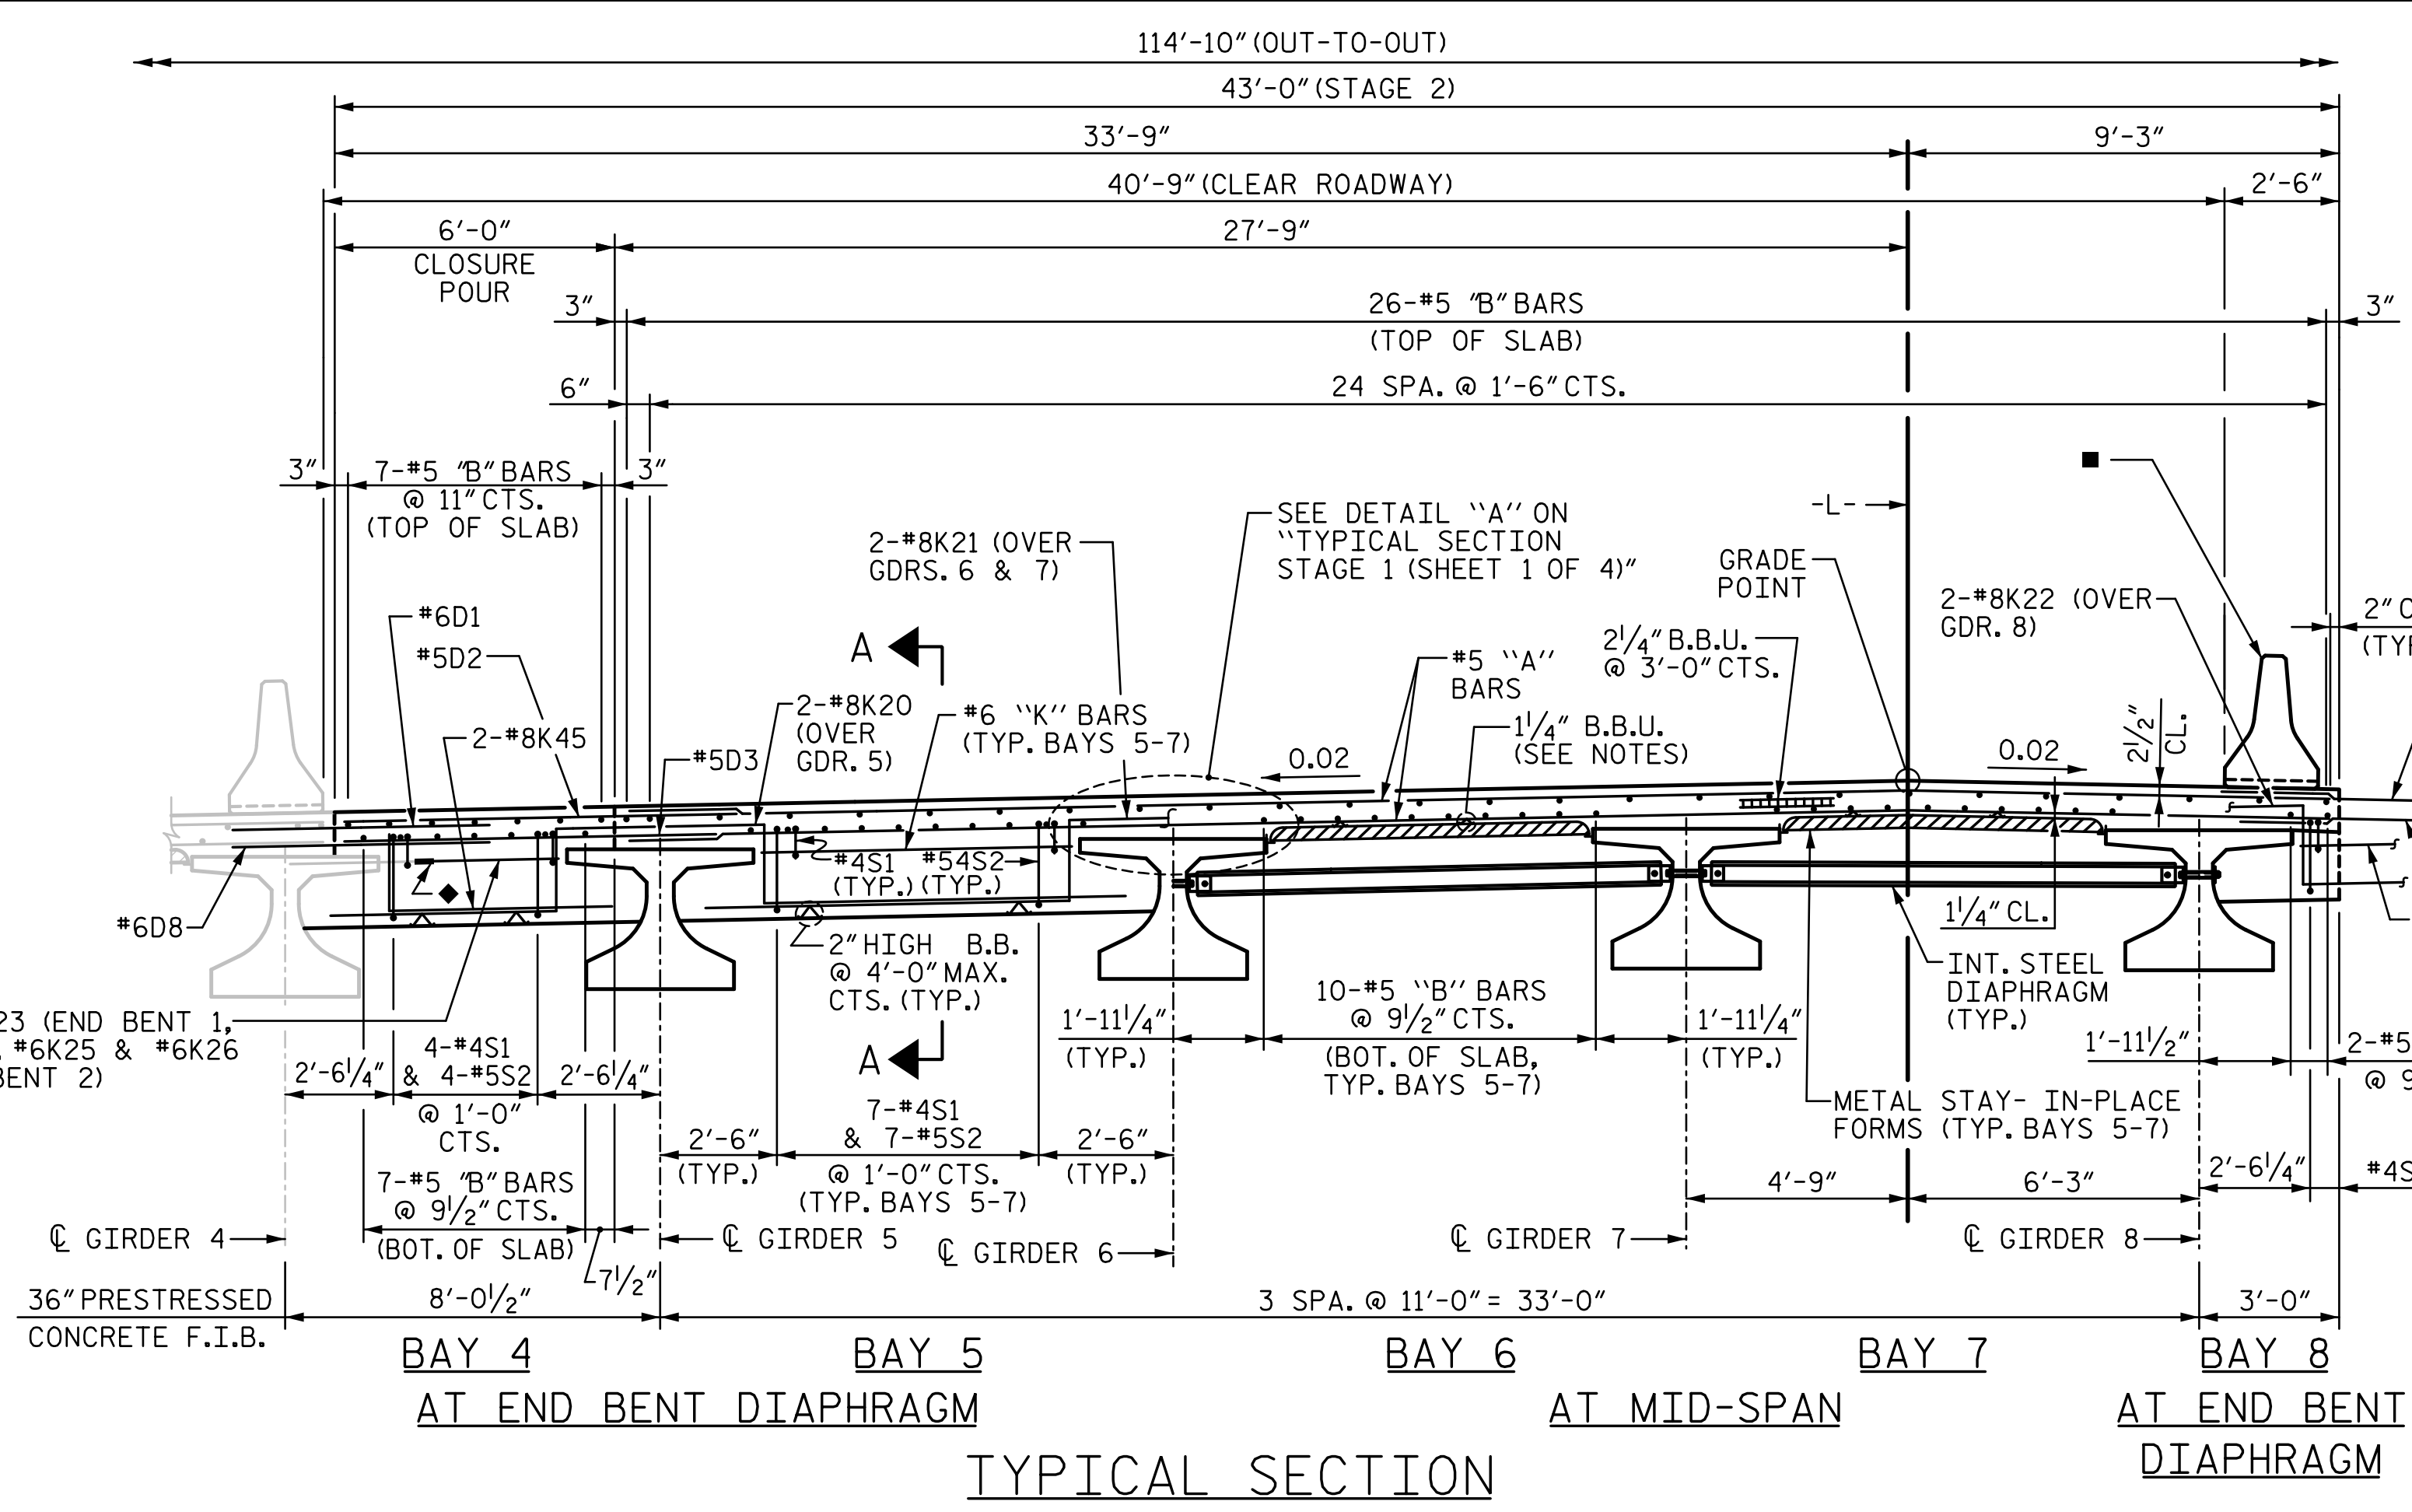 114'-10" (OUT-TO-OUT)
43'-0" (STAGE 2)
33'-9"
9'-3"
40'-9" (CLEAR ROADWAY)
2'-6"
6'-0"
CLOSURE
POUR
27'-9"
3"
26-#5 "B" BARS
(TOP OF SLAB)
3"
6"
24 SPA. @ 1'-6" CTS.
3"
7-#5 "B" BARS
@ 11" CTS.
(TOP OF SLAB)
3"
■
-L-
SEE DETAIL "A" ON
"TYPICAL SECTION
STAGE 1 (SHEET 1 OF 4)"
2-#8K21 (OVER
GDRS. 6 & 7)
GRADE
POINT
2-#8K22 (OVER
GDR. 8)
2"
(TYP
#6D1
#5D2
2-#8K45
A
2 1/4" B.B.U.
@ 3'-0" CTS.
#5 "A"
BARS
2-#8K20
(OVER
GDR. 5)
#6 "K" BARS
(TYP. BAYS 5-7)
1 1/4" B.B.U.
(SEE NOTES)
#5D3
0.02
0.02
2 1/2"
CL.
#4S1
(TYP.)
#54S2
(TYP.)
◆
#6D8
1 1/4" CL.
2" HIGH B.B.
@ 4'-0" MAX.
CTS. (TYP.)
INT. STEEL
DIAPHRAGM
(TYP.)
23 (END BENT 1,
#6K25 & #6K26
BENT 2)
2'-6 1/4"
4-#4S1
& 4-#5S2
@ 1'-0"
CTS.
2'-6 1/4"
A
1'-11 1/4"
(TYP.)
10-#5 "B" BARS
@ 9 1/2" CTS.
(BOT. OF SLAB,
TYP. BAYS 5-7)
1'-11 1/4"
(TYP.)
1'-11 1/2"
2-#5
@ 9
METAL STAY- IN-PLACE
FORMS (TYP. BAYS 5-7)
2'-6"
(TYP.)
7-#4S1
& 7-#5S2
@ 1'-0" CTS.
(TYP. BAYS 5-7)
2'-6"
(TYP.)
7-#5 "B" BARS
@ 9 1/2" CTS.
(BOT. OF SLAB)
7 1/2"
4'-9"
6'-3"
2'-6 1/4"
#4S
℄ GIRDER 4
℄ GIRDER 5
℄ GIRDER 6
℄ GIRDER 7
℄ GIRDER 8
36" PRESTRESSED
CONCRETE F.I.B.
8'-0 1/2"
3 SPA. @ 11'-0" = 33'-0"
3'-0"
BAY 4
BAY 5
BAY 6
BAY 7
BAY 8
AT END BENT DIAPHRAGM
AT MID-SPAN
AT END BENT
DIAPHRAGM
TYPICAL SECTION